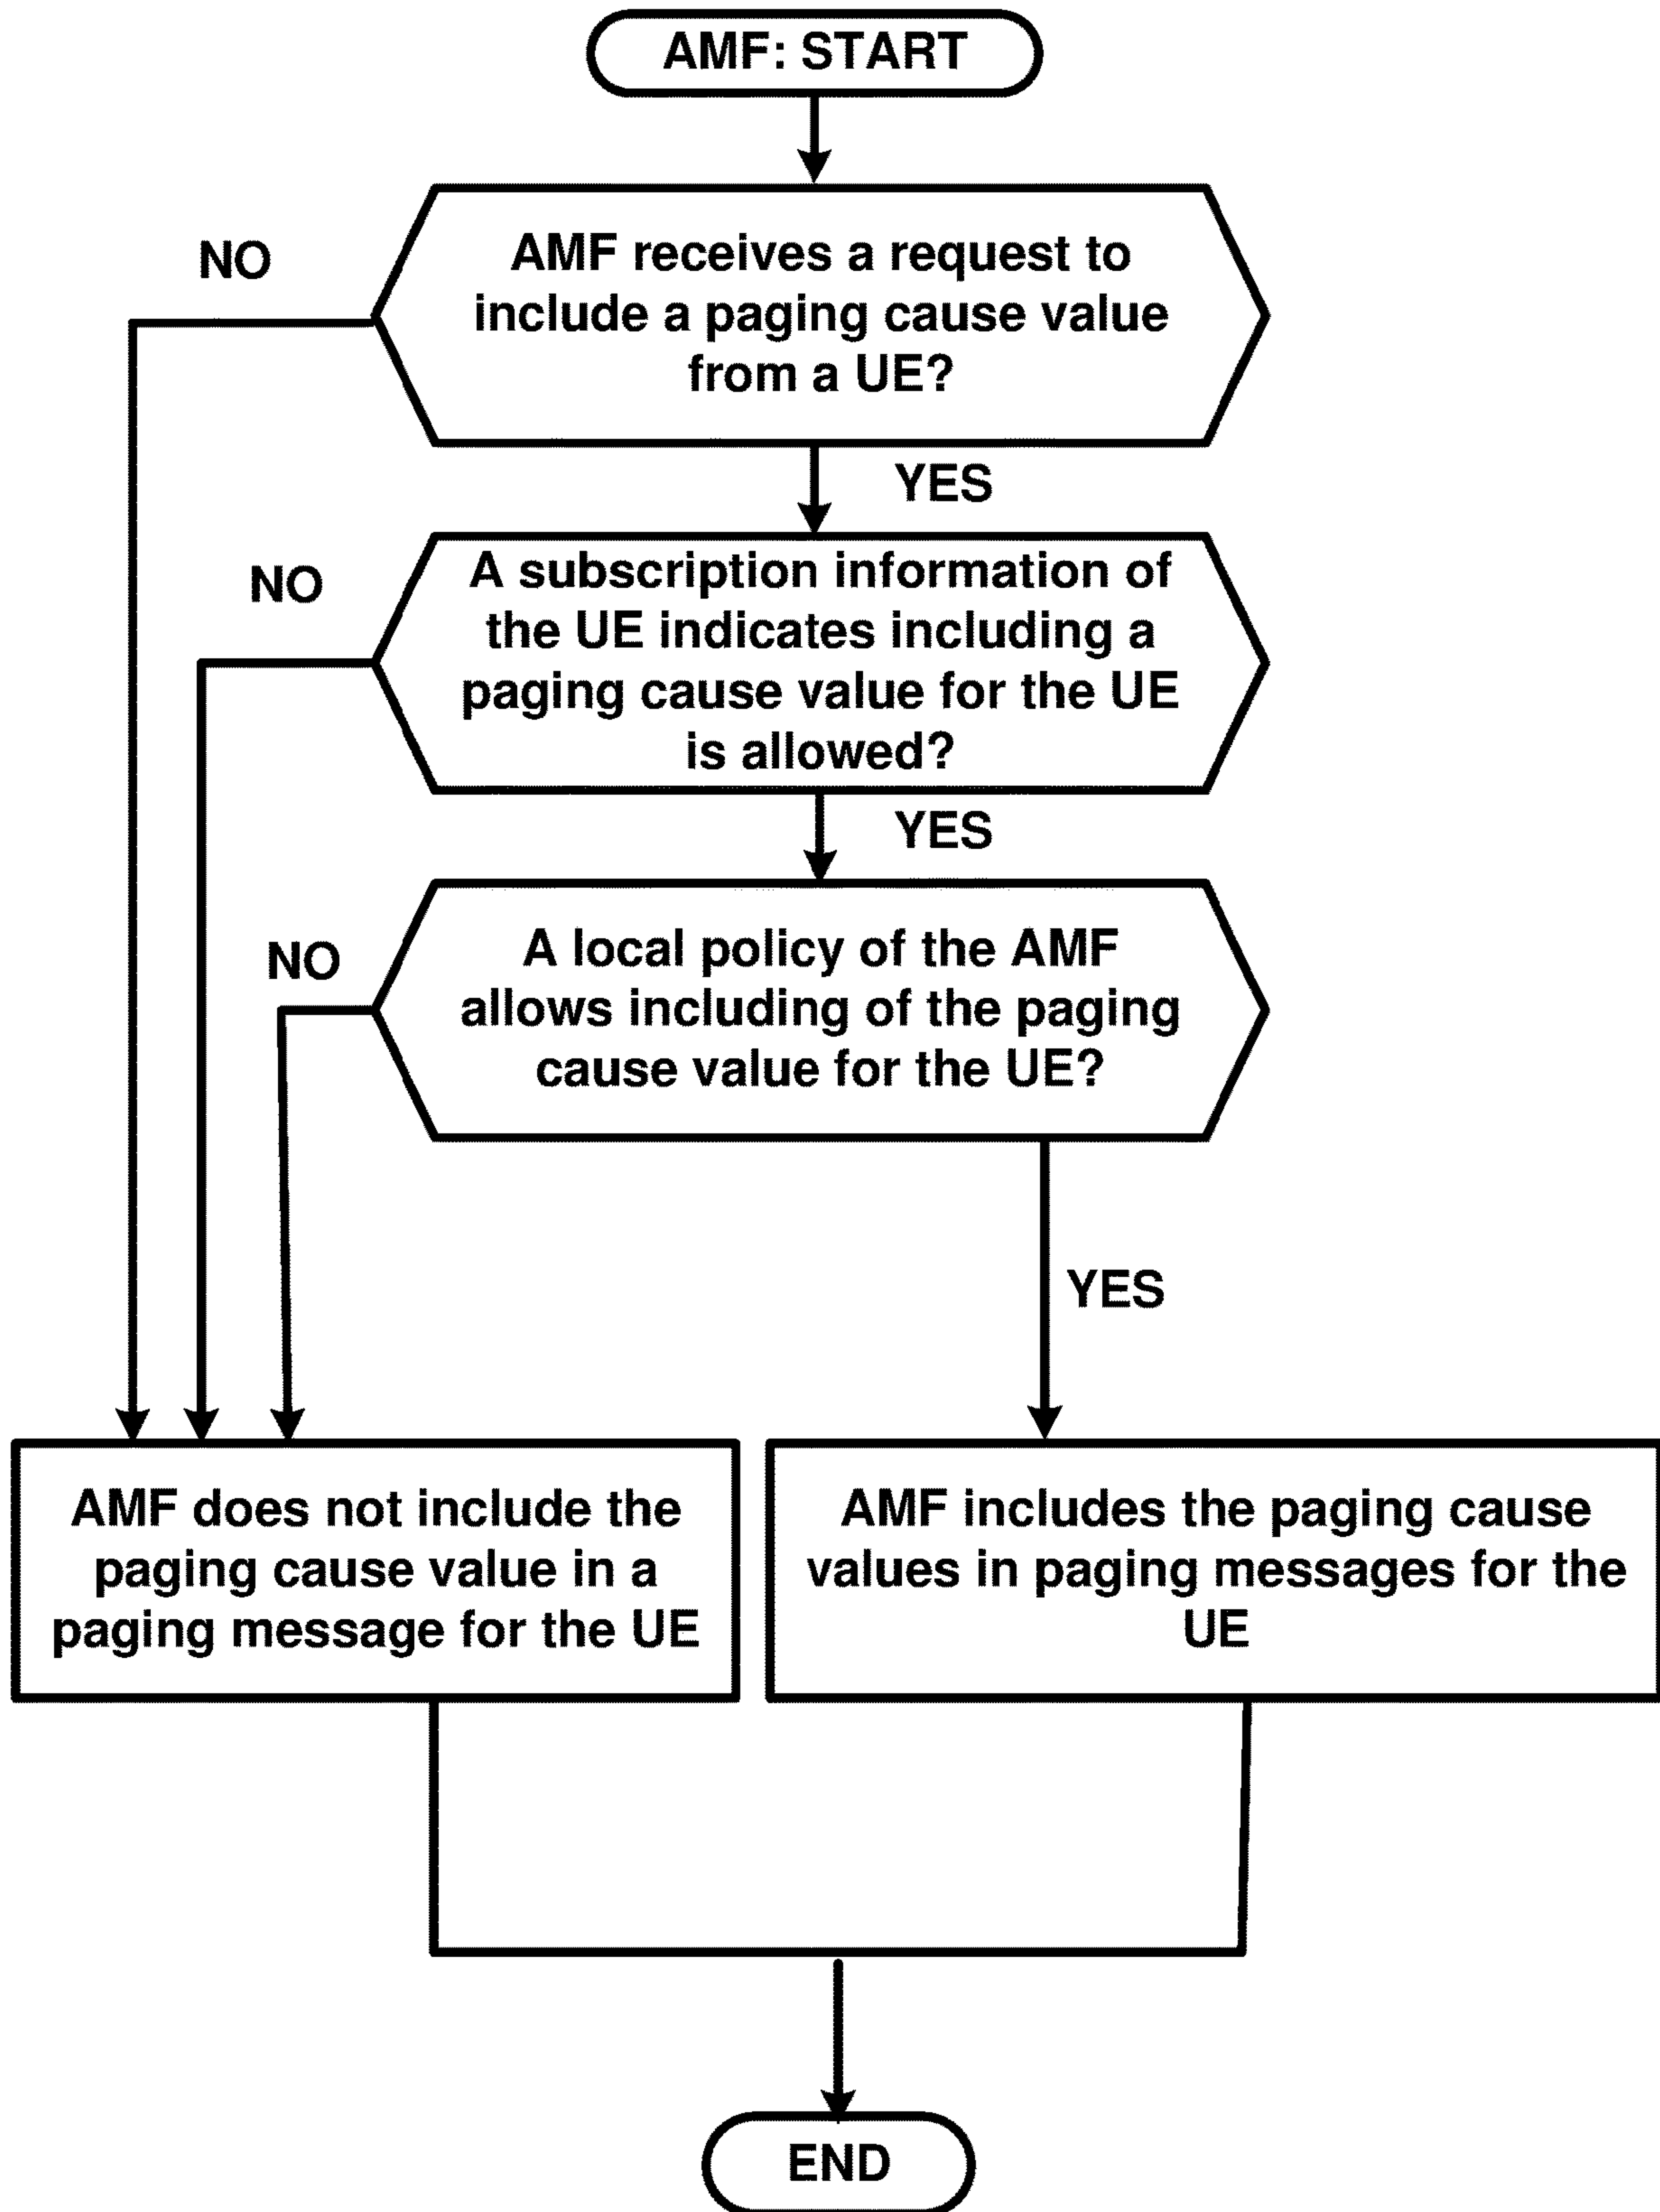 AMF: START
NO
AMF receives a request to
include a paging cause value
from a UE?
YES
NO
A subscription information of
the UE indicates including a
paging cause value for the UE
is allowed?
YES
NO
A local policy of the AMF
allows including of the paging
cause value for the UE?
YES
AMF does not include the
paging cause value in a
paging message for the UE
AMF includes the paging cause
values in paging messages for the
UE
END